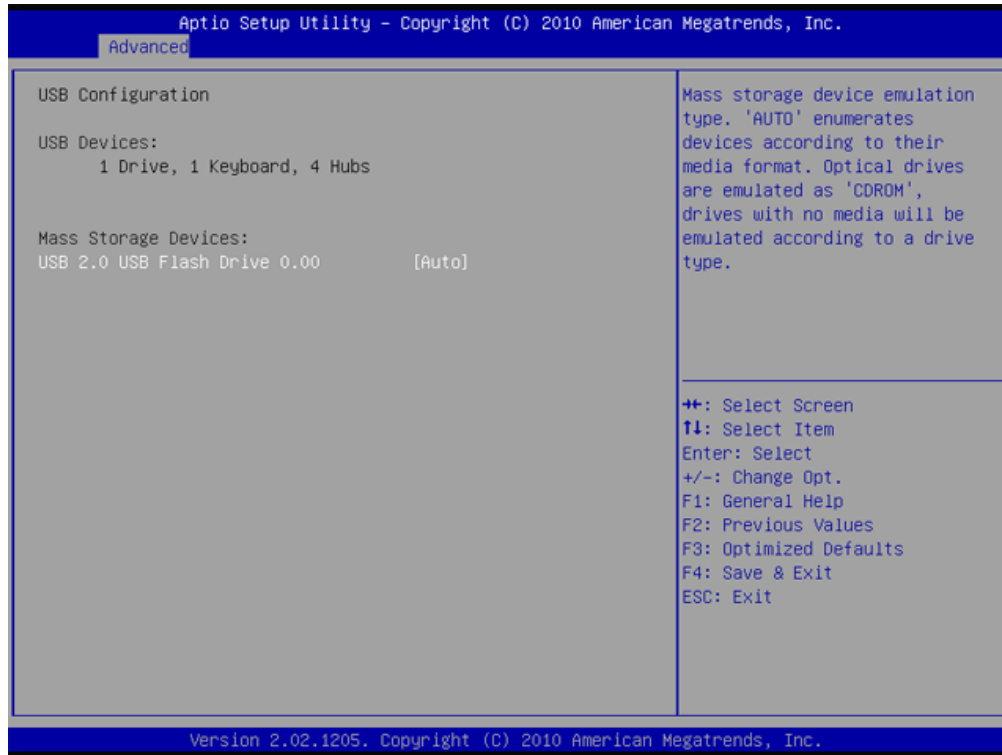 Aptio Setup Utility – Copyright (C) 2010 American Megatrends, Inc.
Advanced
USB Configuration
USB Devices:
1 Drive, 1 Keyboard, 4 Hubs
Mass Storage Devices:
USB 2.0 USB Flash Drive 0.00 [Auto]
Mass storage device emulation
type. 'AUTO' enumerates
devices according to their
media format. Optical drives
are emulated as 'CDROM',
drives with no media will be
emulated according to a drive
type.
→←: Select Screen
↑↓: Select Item
Enter: Select
+/-: Change Opt.
F1: General Help
F2: Previous Values
F3: Optimized Defaults
F4: Save & Exit
ESC: Exit
Version 2.02.1205. Copyright (C) 2010 American Megatrends, Inc.